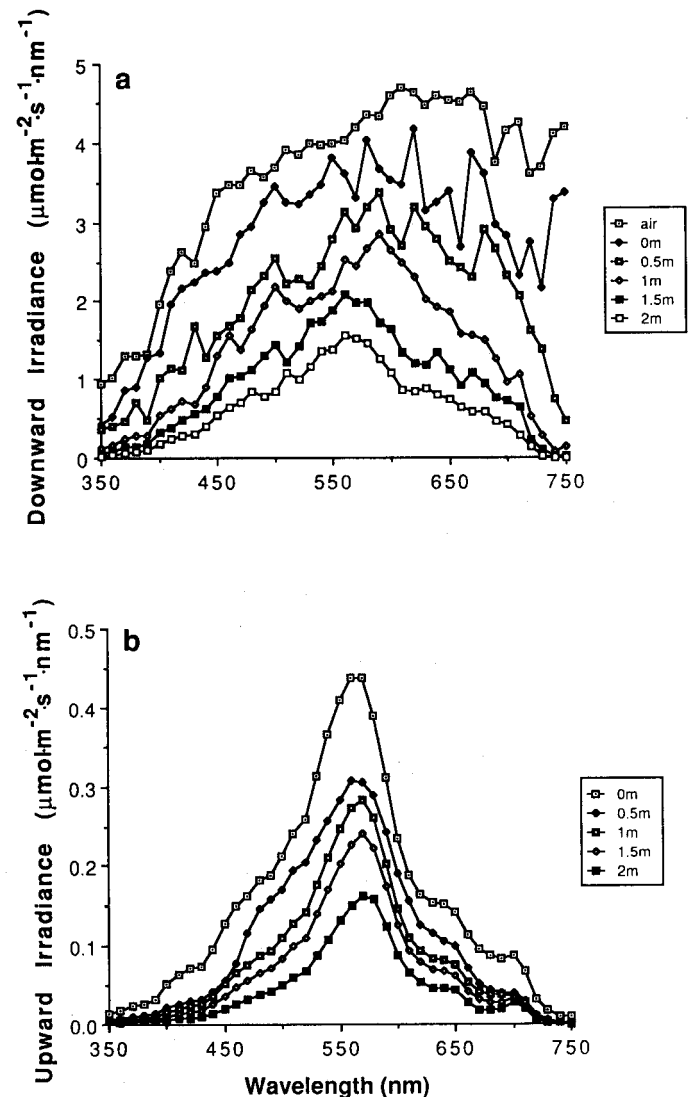 a
Downward Irradiance (μmol·m⁻²·s⁻¹·nm⁻¹)
5
4
3
2
1
0
350
450
550
650
750
air
0m
0.5m
1m
1.5m
2m
b
Upward Irradiance (μmol·m⁻²·s⁻¹·nm⁻¹)
0.5
0.4
0.3
0.2
0.1
0.0
350
450
550
650
750
Wavelength (nm)
0m
0.5m
1m
1.5m
2m